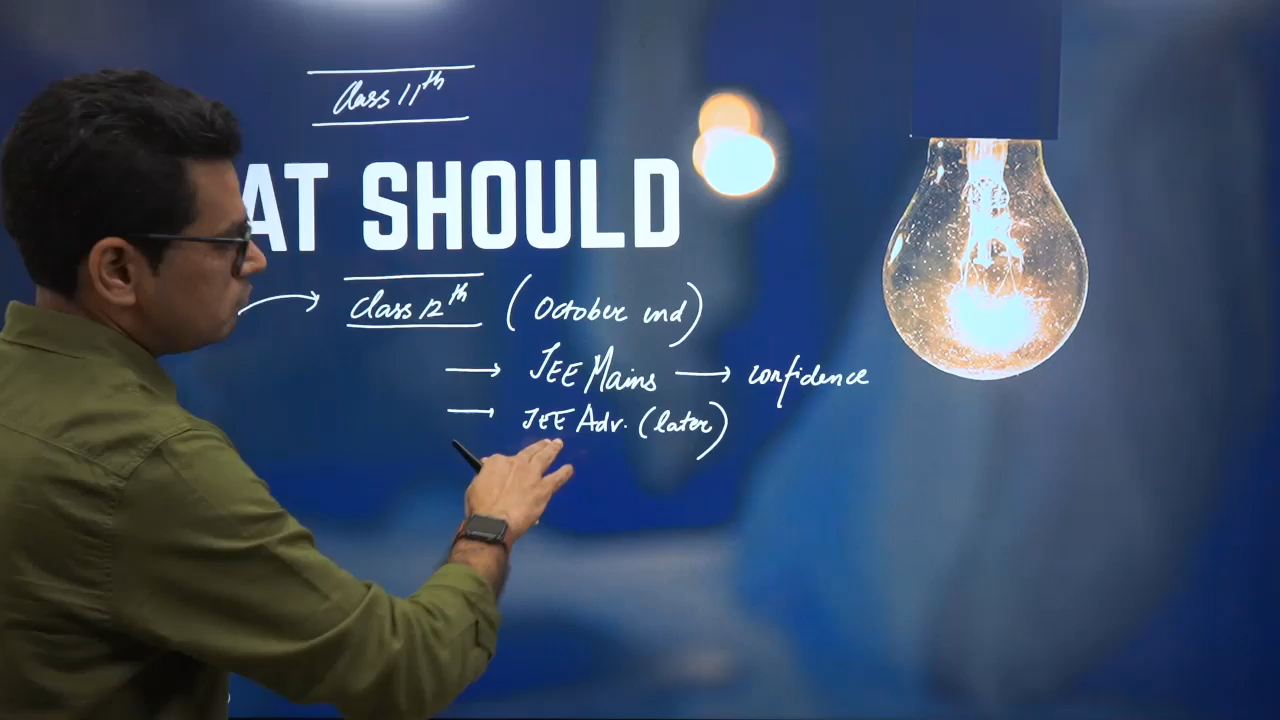 Class 11th
AT SHOULD
→ Class 12th (October end)
→ JEE Mains → confidence
→ JEE Adv. (later)